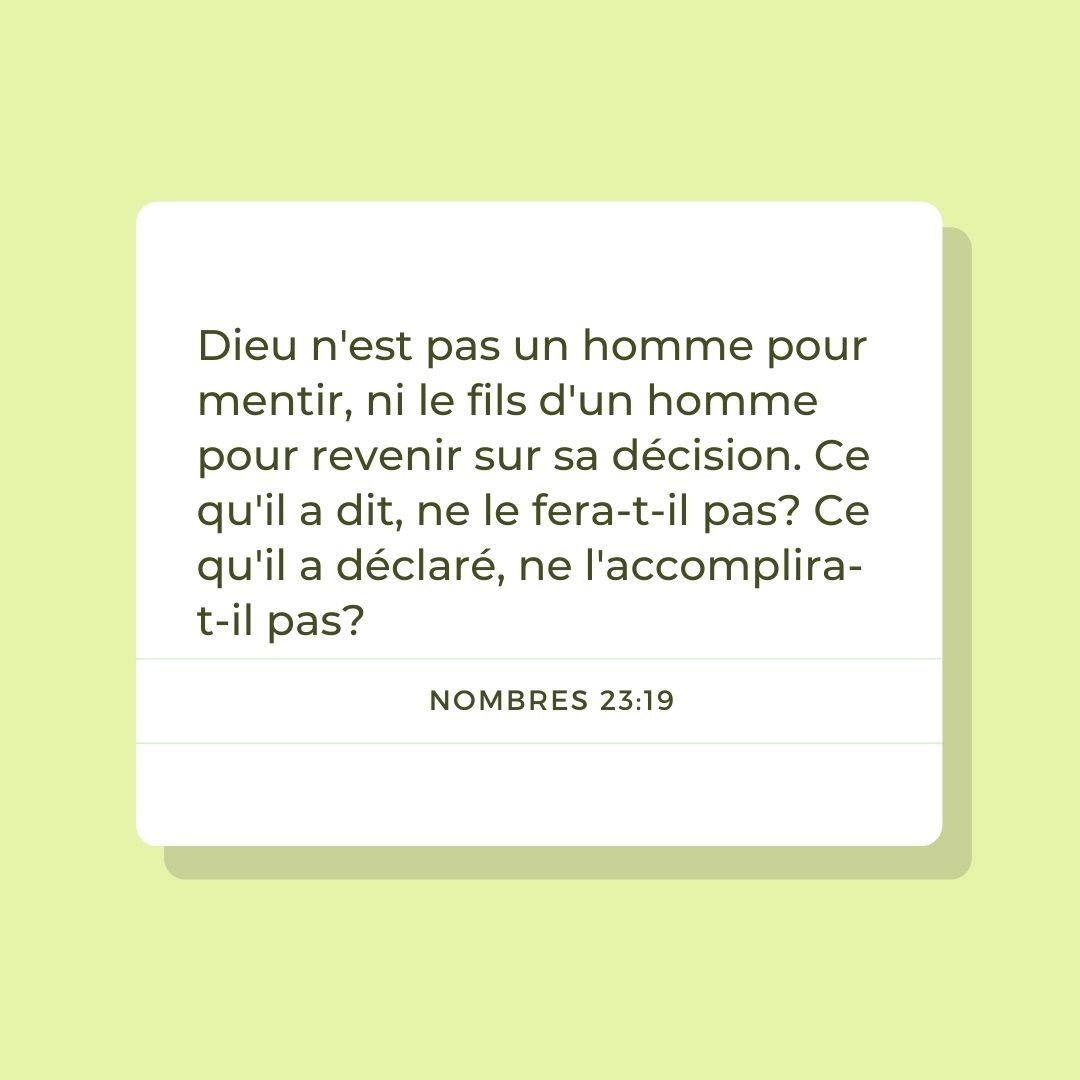 Dieu n'est pas un homme pour
mentir, ni le fils d'un homme
pour revenir sur sa décision. Ce
qu'il a dit, ne le fera-t-il pas? Ce
qu'il a déclaré, ne l'accomplira-
t-il pas?
NOMBRES 23:19